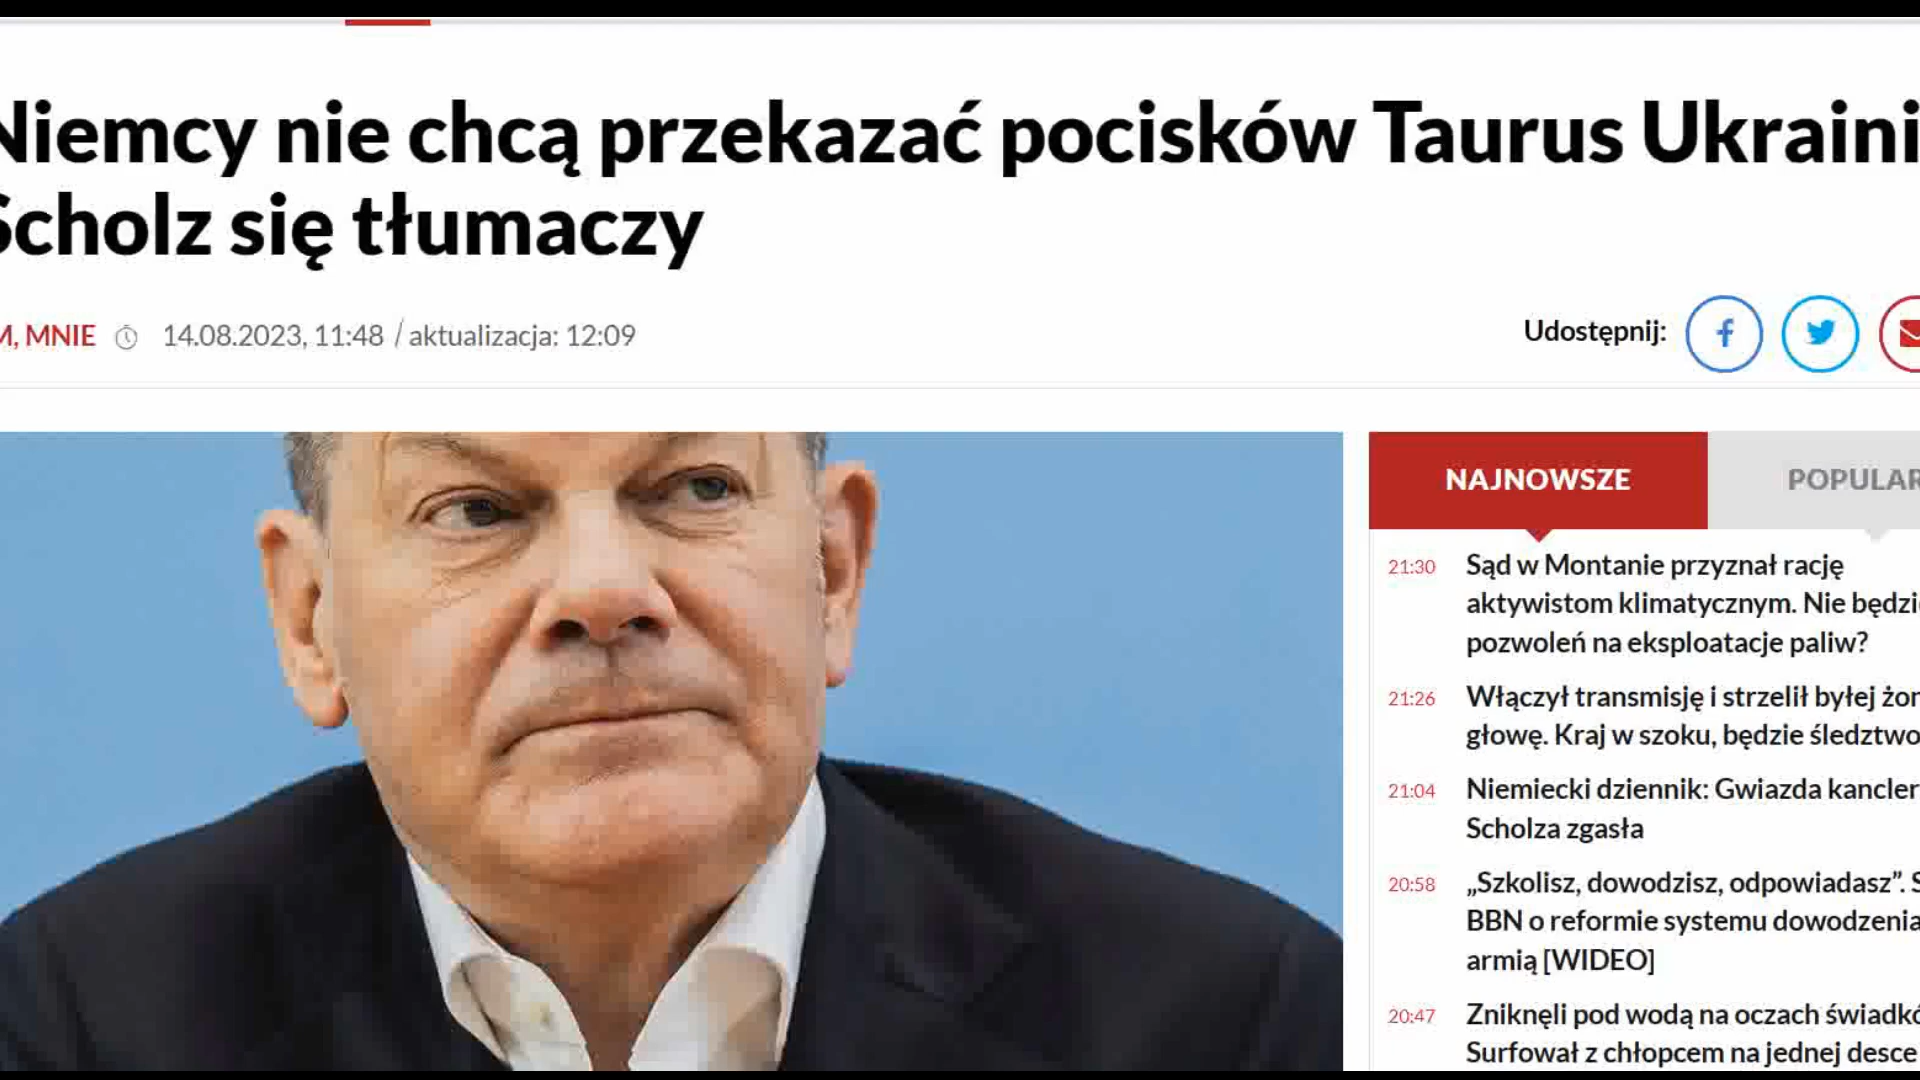 Niemcy nie chcą przekazać pocisków Taurus Ukraini
Scholz się tłumaczy
M, MNIE 14.08.2023, 11:48 / aktualizacja: 12:09
Udostępnij:
NAJNOWSZE
POPULAR
21:30 Sąd w Montanie przyznał rację
aktywistom klimatycznym. Nie będzie
pozwoleń na eksploatacje paliw?
21:26 Włączył transmisję i strzelił byłej żon
głowę. Kraj w szoku, będzie śledztwo
21:04 Niemiecki dziennik: Gwiazda kancler
Scholza zgasła
20:58 „Szkolisz, dowodzisz, odpowiadasz”. S
BBN o reformie systemu dowodzenia
armią [WIDEO]
20:47 Zniknęli pod wodą na oczach świadkó
Surfował z chłopcem na jednej desce